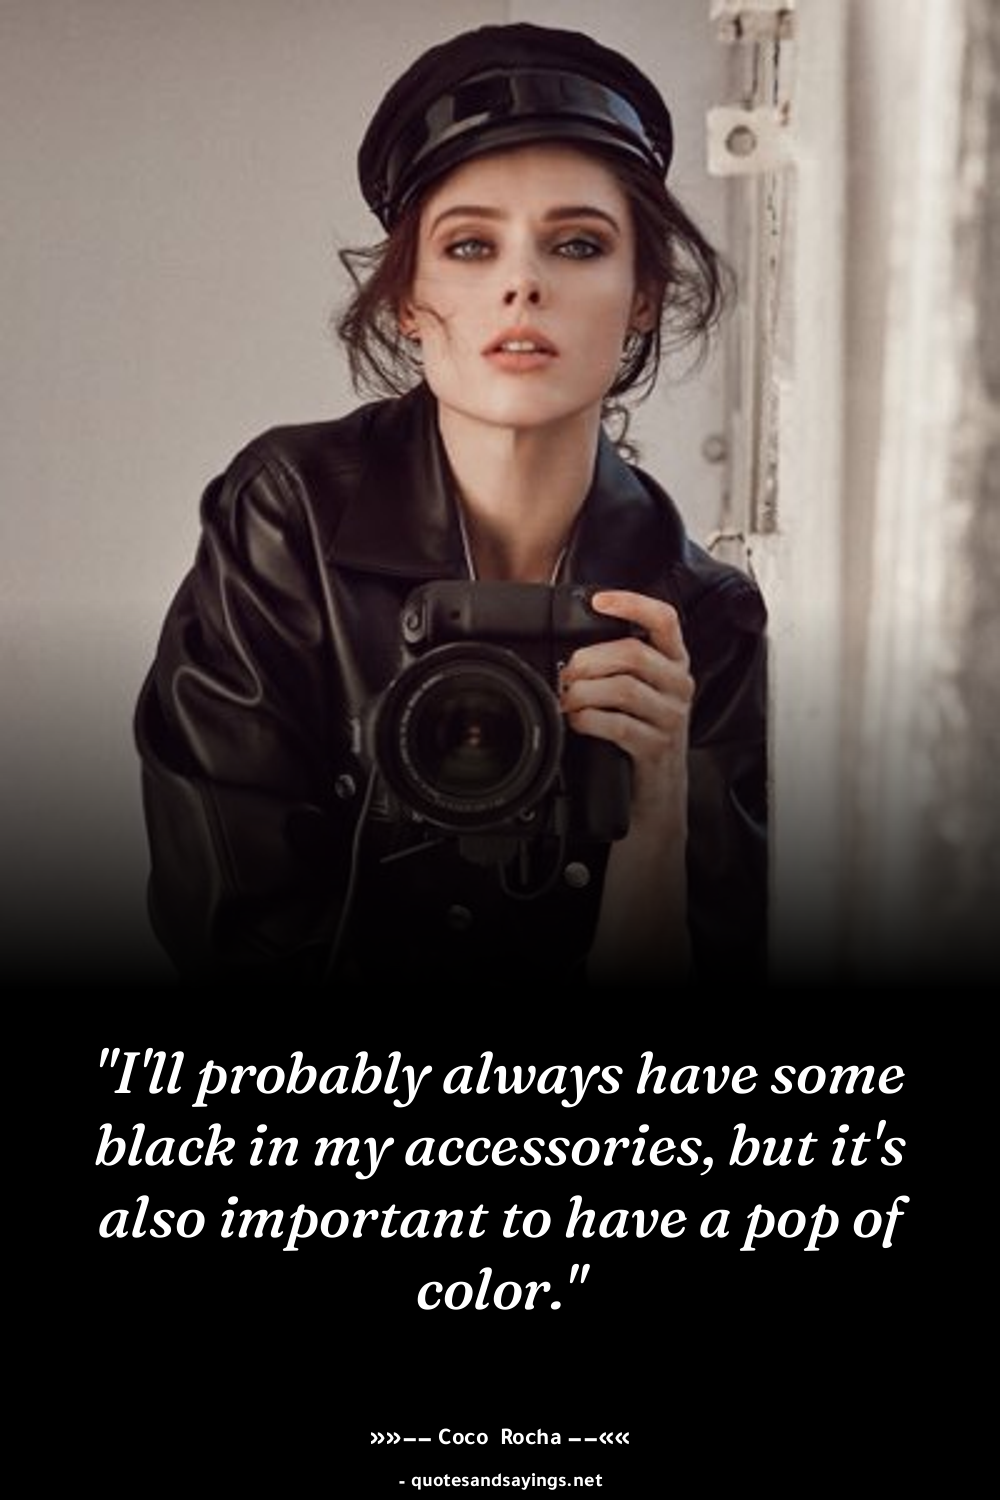 "I'll probably always have some
black in my accessories, but it's
also important to have a pop of
color."
»»−− Coco Rocha −−««
- quotesandsayings.net